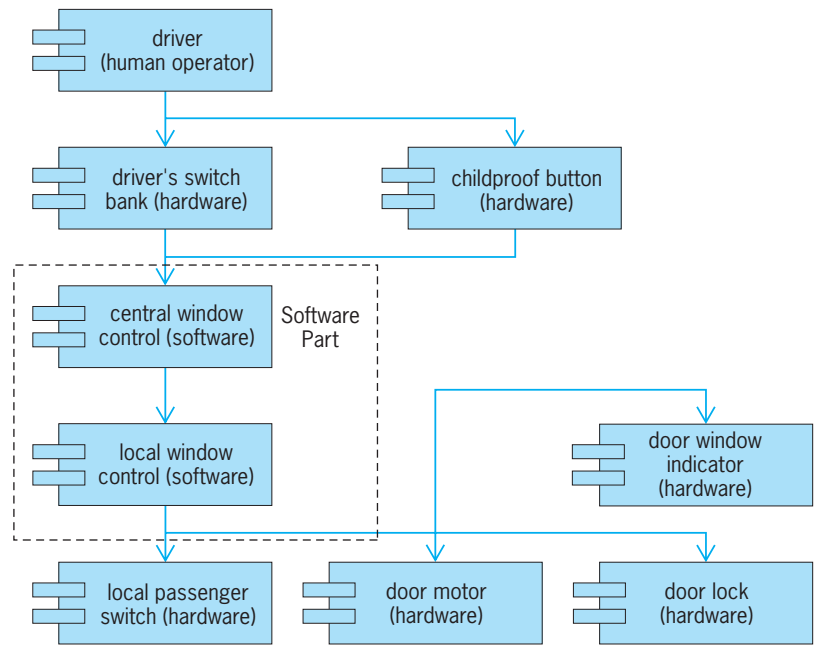 driver
(human operator)
driver's switch
bank (hardware)
childproof button
(hardware)
central window
control (software)
Software
Part
local window
control (software)
door window
indicator
(hardware)
local passenger
switch (hardware)
door motor
(hardware)
door lock
(hardware)